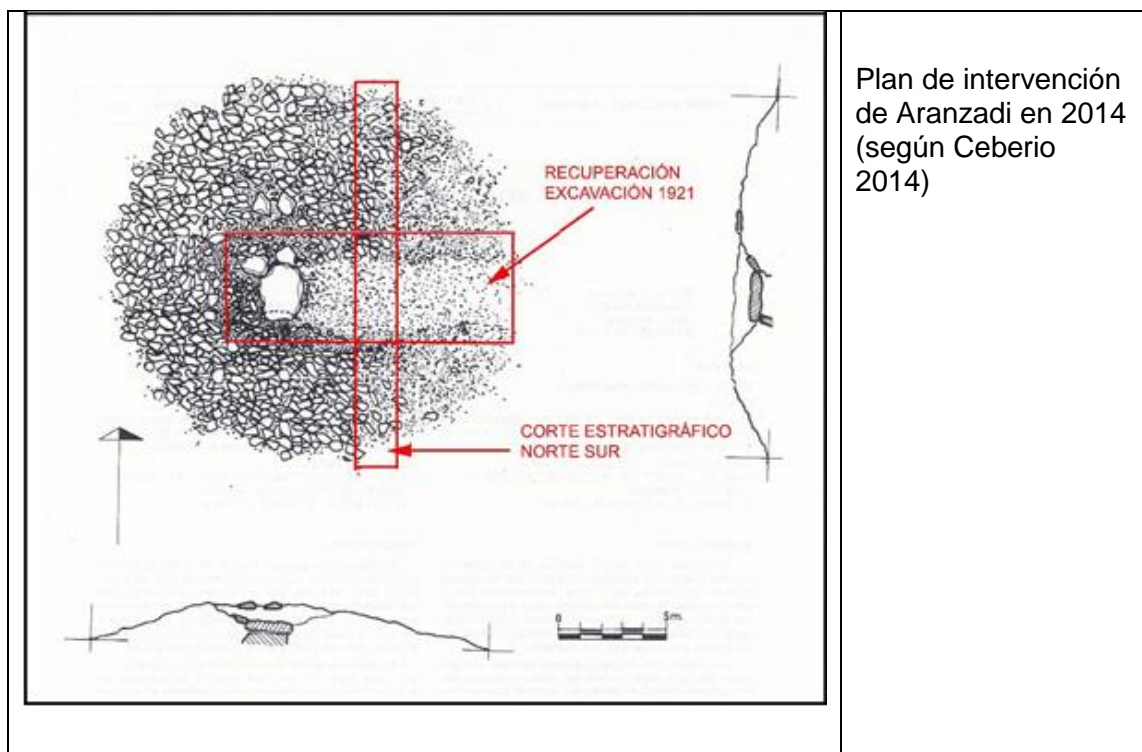 RECUPERACIÓN
EXCAVACIÓN 1921
CORTE ESTRATIGRÁFICO
NORTE SUR
0
5m.
Plan de intervención
de Aranzadi en 2014
(según Ceberio
2014)